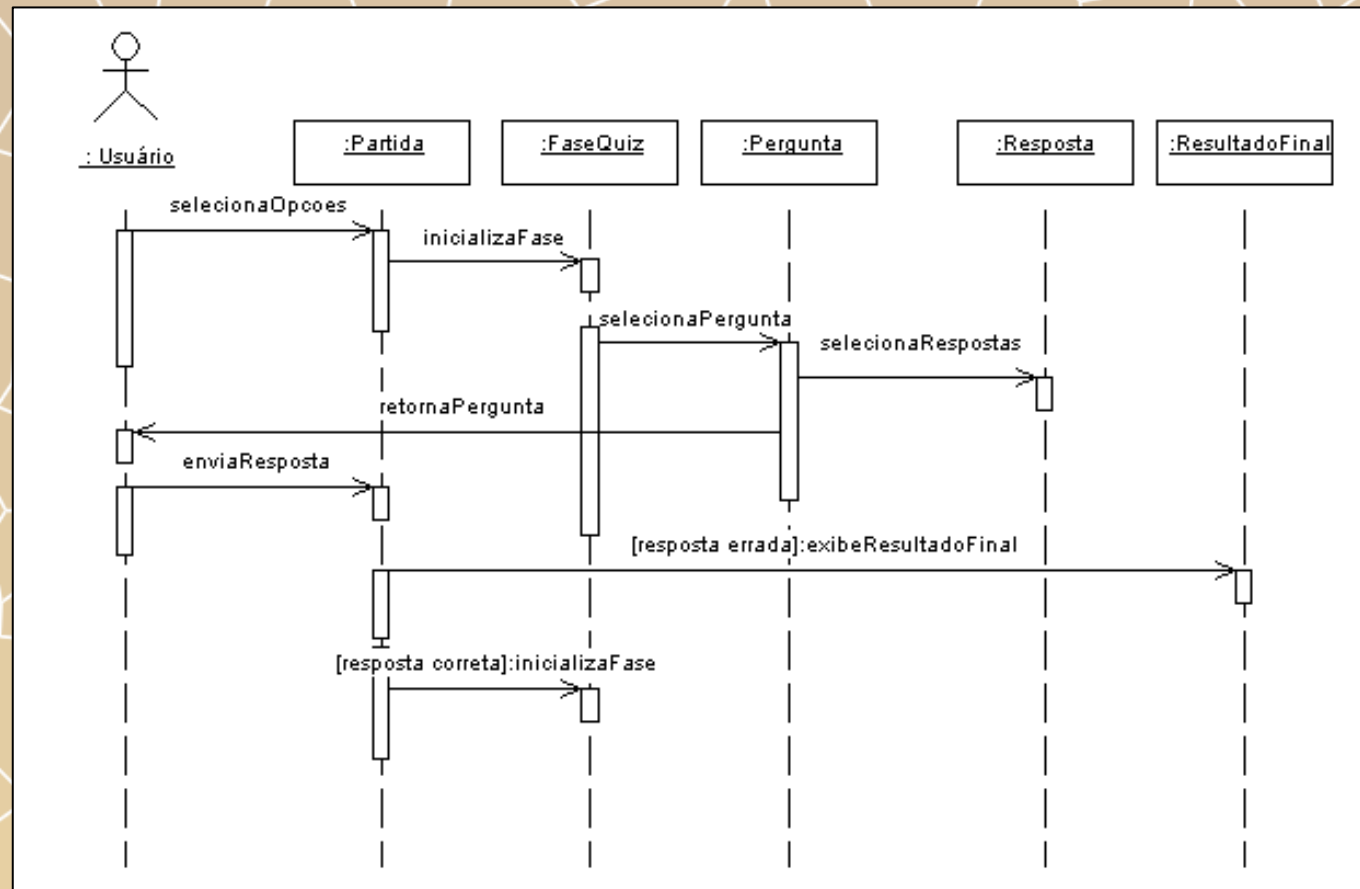 : Usuário
:Partida
:FaseQuiz
:Pergunta
:Resposta
:ResultadoFinal
selecionaOpcoes
inicializaFase
selecionaPergunta
selecionaRespostas
retornaPergunta
enviaResposta
[resposta errada]:exibeResultadoFinal
[resposta correta]:inicializaFase